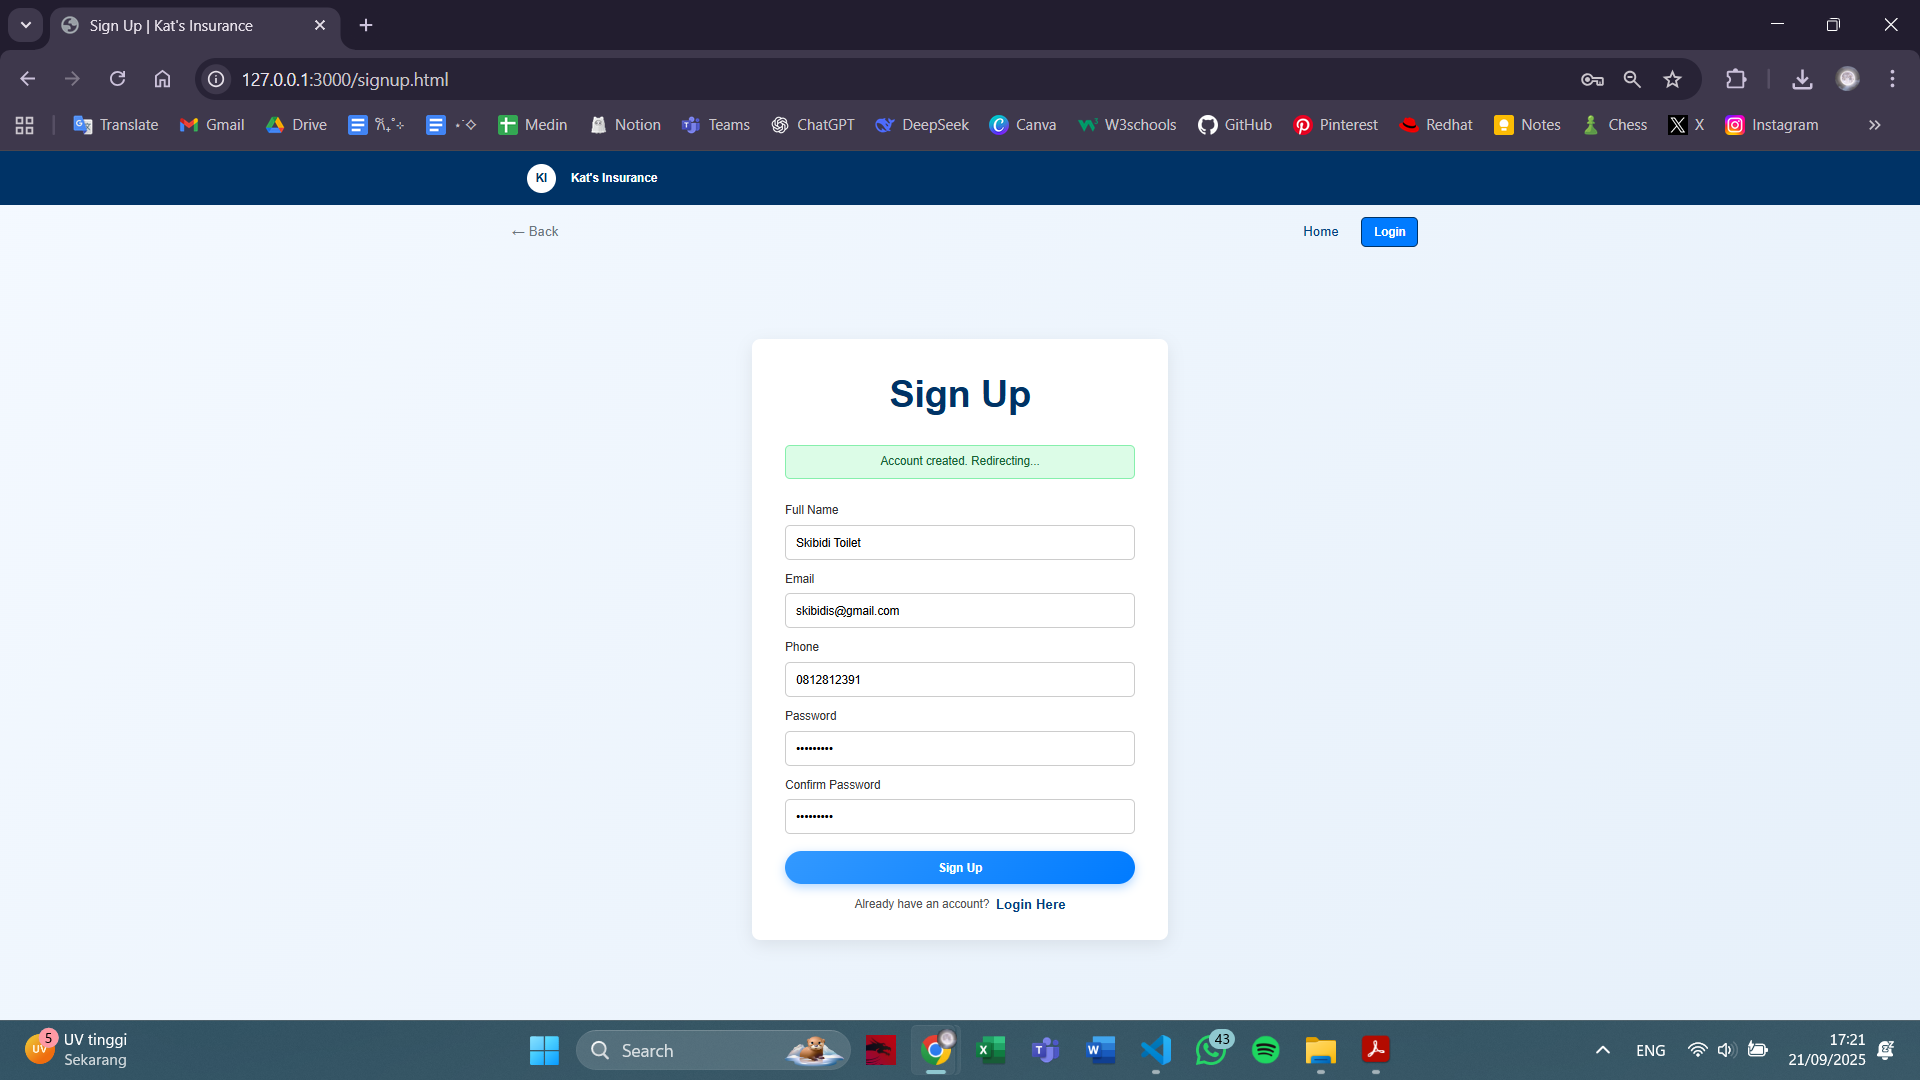 Sign Up | Kat's Insurance
127.0.0.1:3000/signup.html
Translate Gmail Drive Medin Notion Teams ChatGPT DeepSeek Canva W3schools GitHub Pinterest Redhat Notes Chess X Instagram
KI Kat's Insurance
← Back Home Login
Sign Up
Account created. Redirecting...
Full Name
Skibidi Toilet
Email
skibidis@gmail.com
Phone
0812812391
Password
•••••••••
Confirm Password
•••••••••
Sign Up
Already have an account? Login Here
5 UV UV tinggi
Sekarang
Search
43
ENG
17:21
21/09/2025